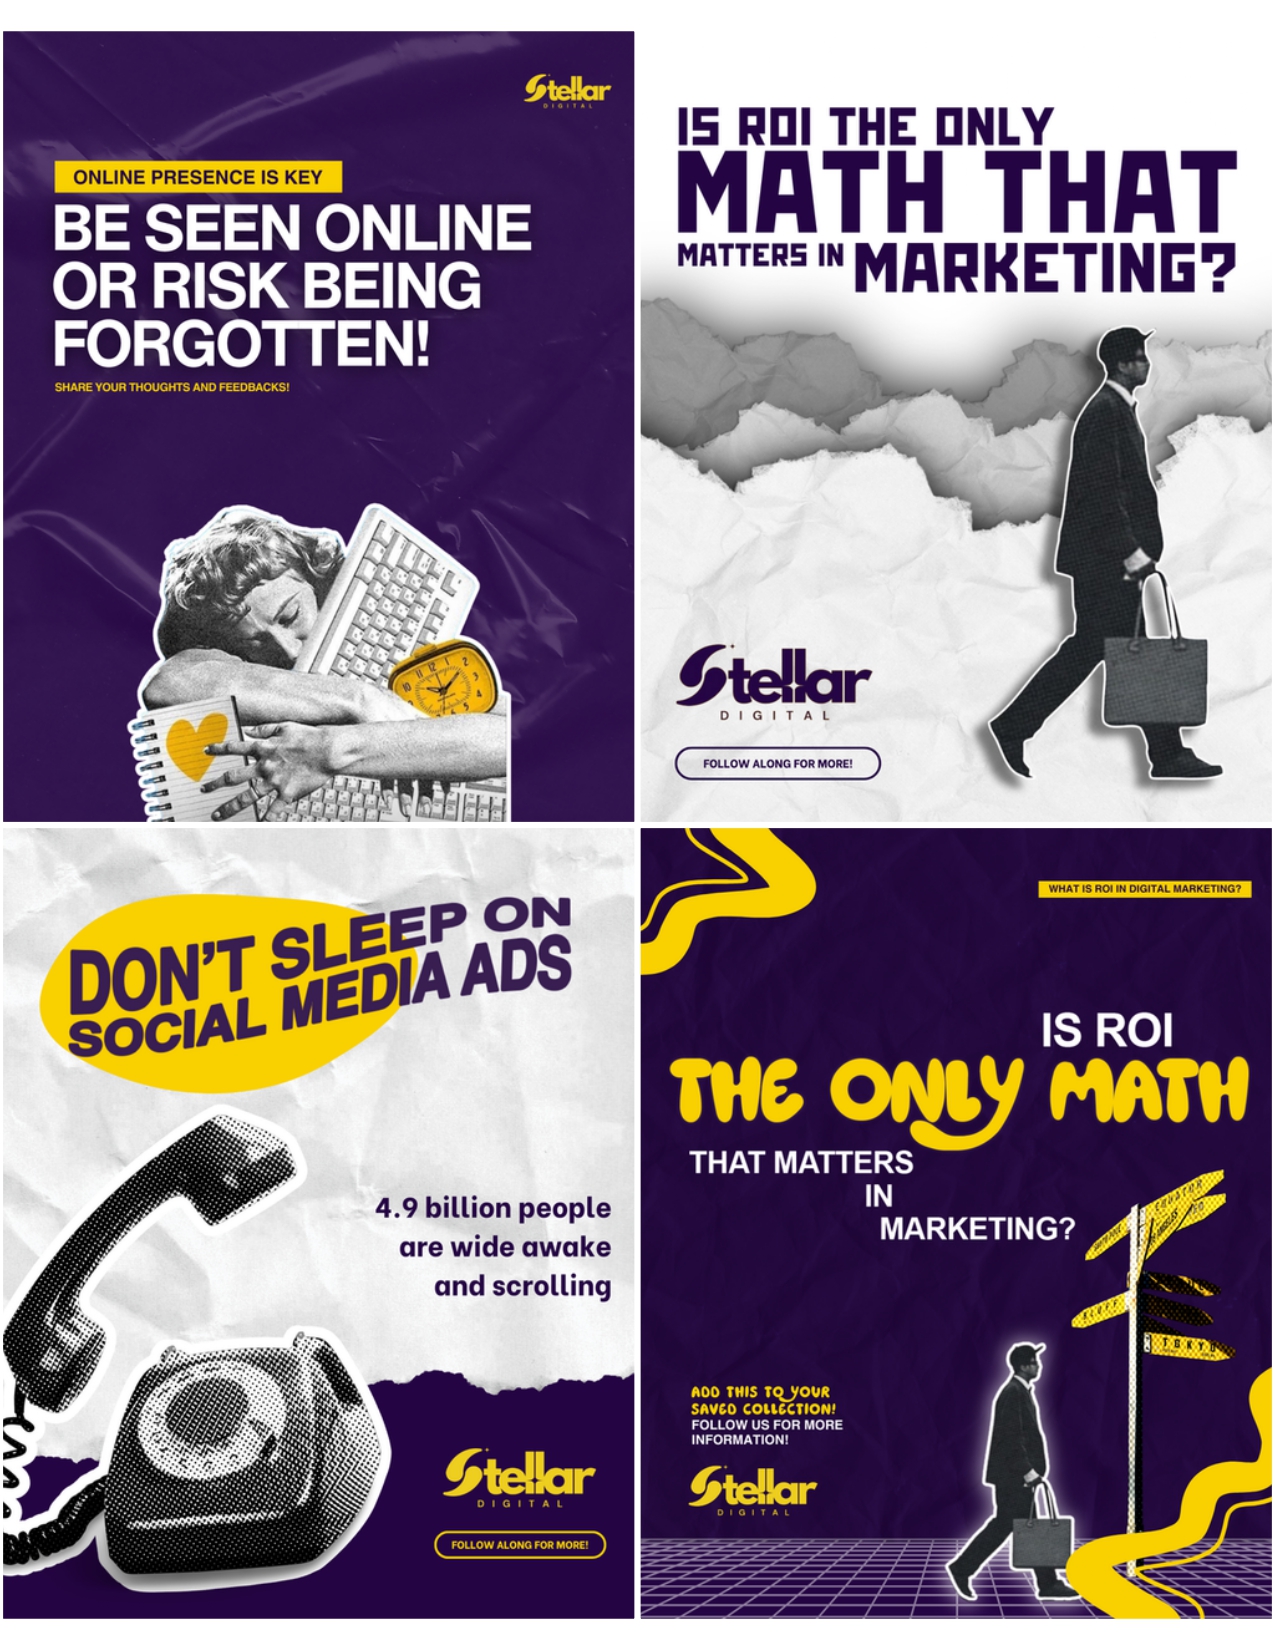 Stellar
DIGITAL
ONLINE PRESENCE IS KEY
BE SEEN ONLINE
OR RISK BEING
FORGOTTEN!
SHARE YOUR THOUGHTS AND FEEDBACKS!
IS ROI THE ONLY
MATH THAT
MATTERS IN MARKETING?
Stellar
DIGITAL
FOLLOW ALONG FOR MORE!
DON'T SLEEP ON
SOCIAL MEDIA ADS
4.9 billion people
are wide awake
and scrolling
Stellar
DIGITAL
FOLLOW ALONG FOR MORE!
WHAT IS ROI IN DIGITAL MARKETING?
IS ROI
THE ONLY MATH
THAT MATTERS
IN
MARKETING?
EQUATOR
BLUFF
TOKYO
ADD THIS TO YOUR
SAVED COLLECTION!
FOLLOW US FOR MORE
INFORMATION!
Stellar
DIGITAL